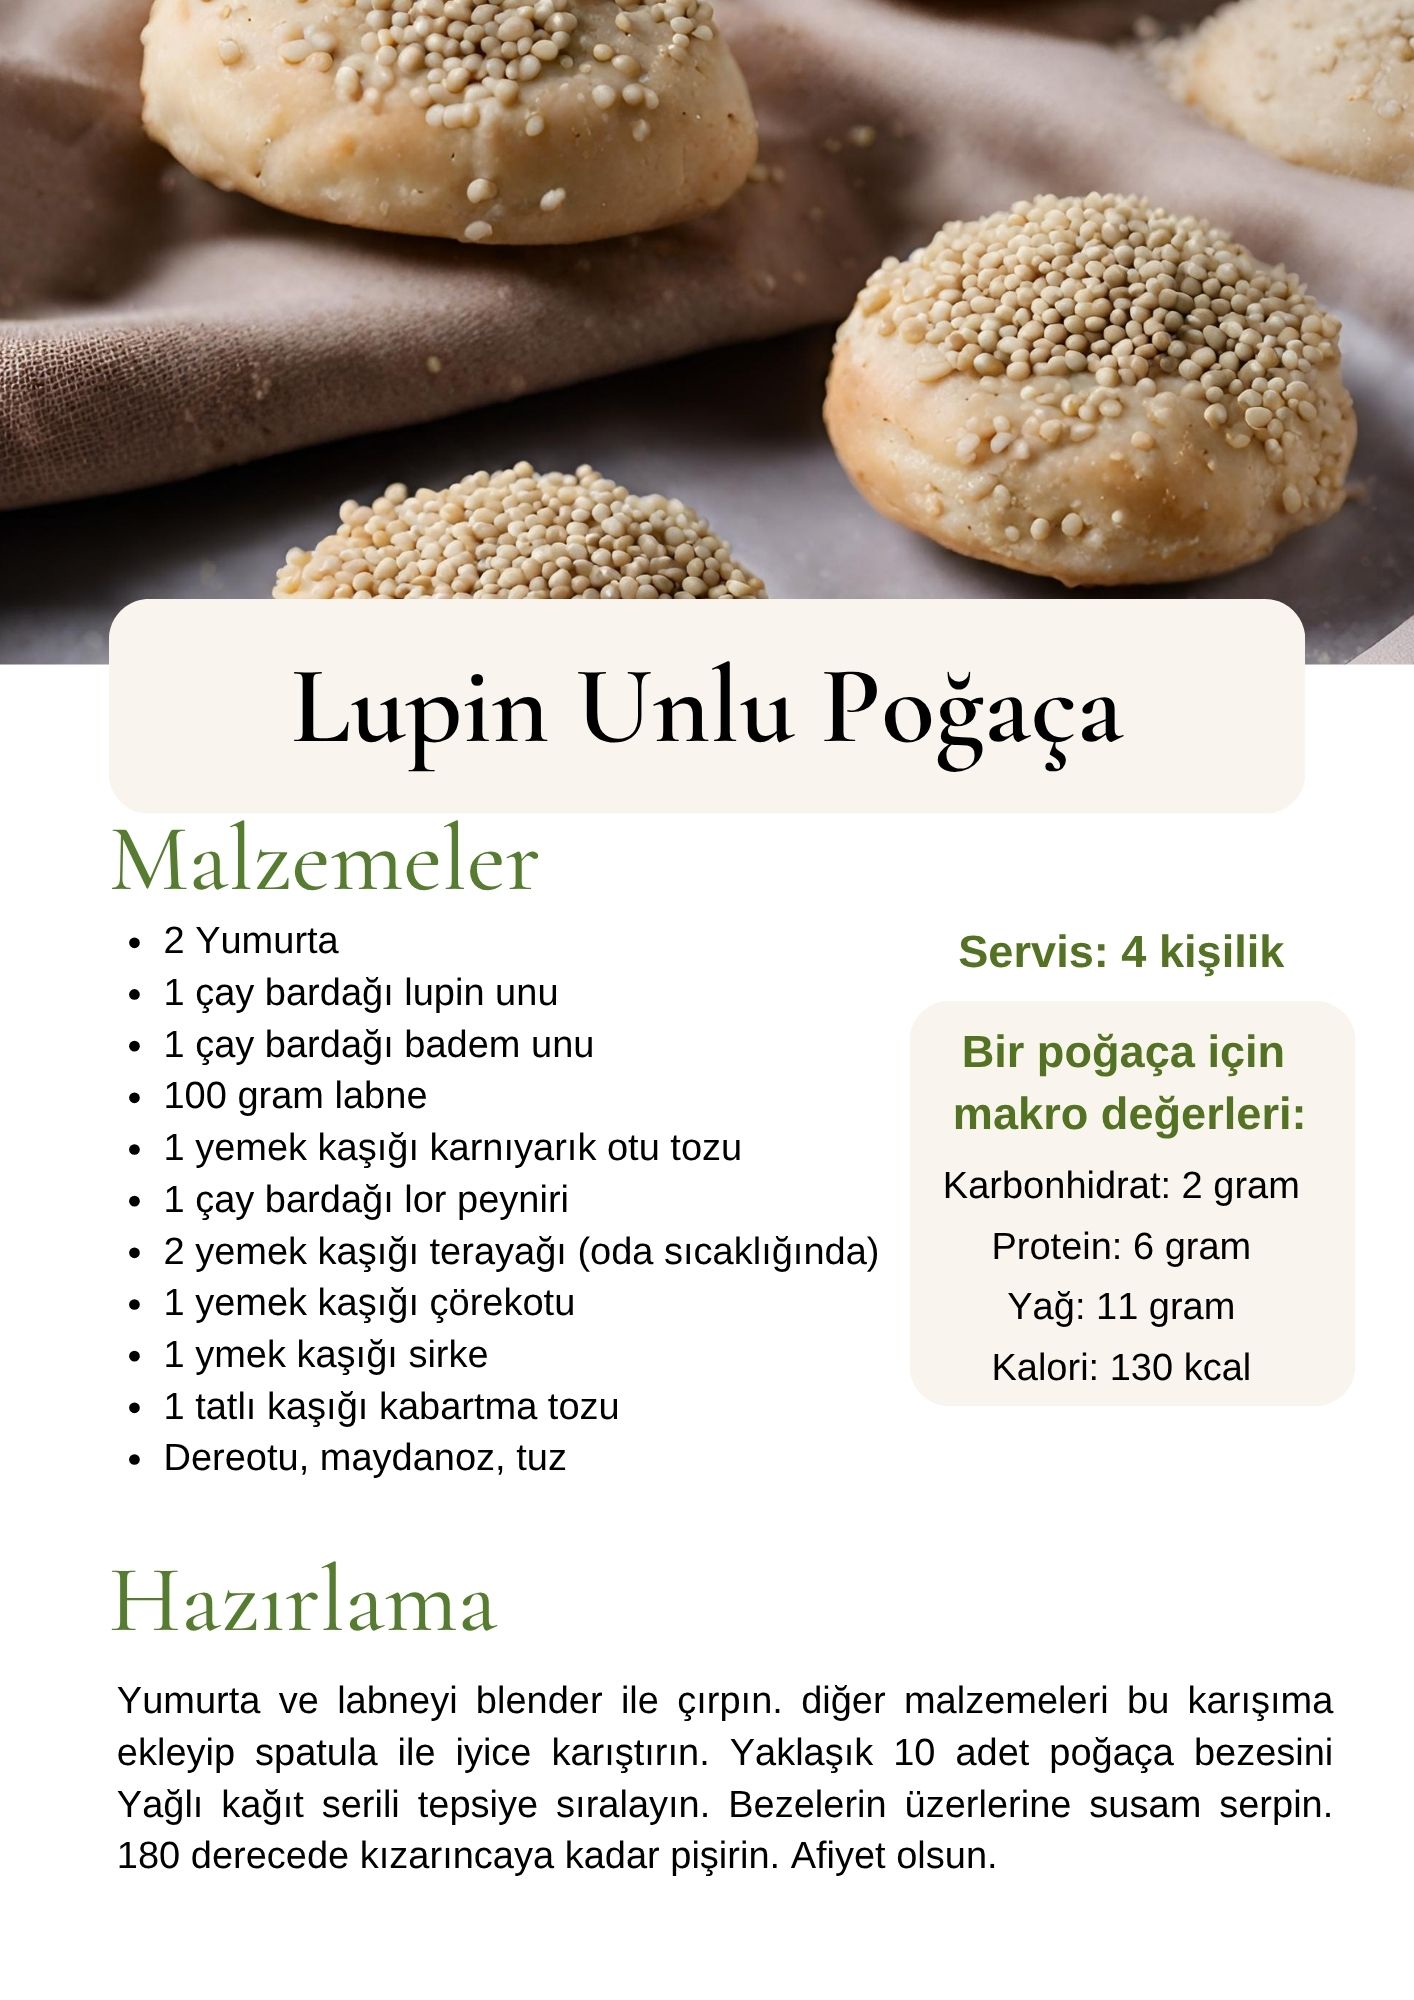 Lupin Unlu Poğaça
Malzemeler
2 Yumurta
1 çay bardağı lupin unu
1 çay bardağı badem unu
100 gram labne
1 yemek kaşığı karnıyarık otu tozu
1 çay bardağı lor peyniri
2 yemek kaşığı terayağı (oda sıcaklığında)
1 yemek kaşığı çörekotu
1 ymek kaşığı sirke
1 tatlı kaşığı kabartma tozu
Dereotu, maydanoz, tuz
Servis: 4 kişilik
Bir poğaça için
makro değerleri:
Karbonhidrat: 2 gram
Protein: 6 gram
Yağ: 11 gram
Kalori: 130 kcal
Hazırlama
Yumurta ve labneyi blender ile çırpın. diğer malzemeleri bu karışıma
ekleyip spatula ile iyice karıştırın. Yaklaşık 10 adet poğaça bezesini
Yağlı kağıt serili tepsiye sıralayın. Bezelerin üzerlerine susam serpin.
180 derecede kızarıncaya kadar pişirin. Afiyet olsun.